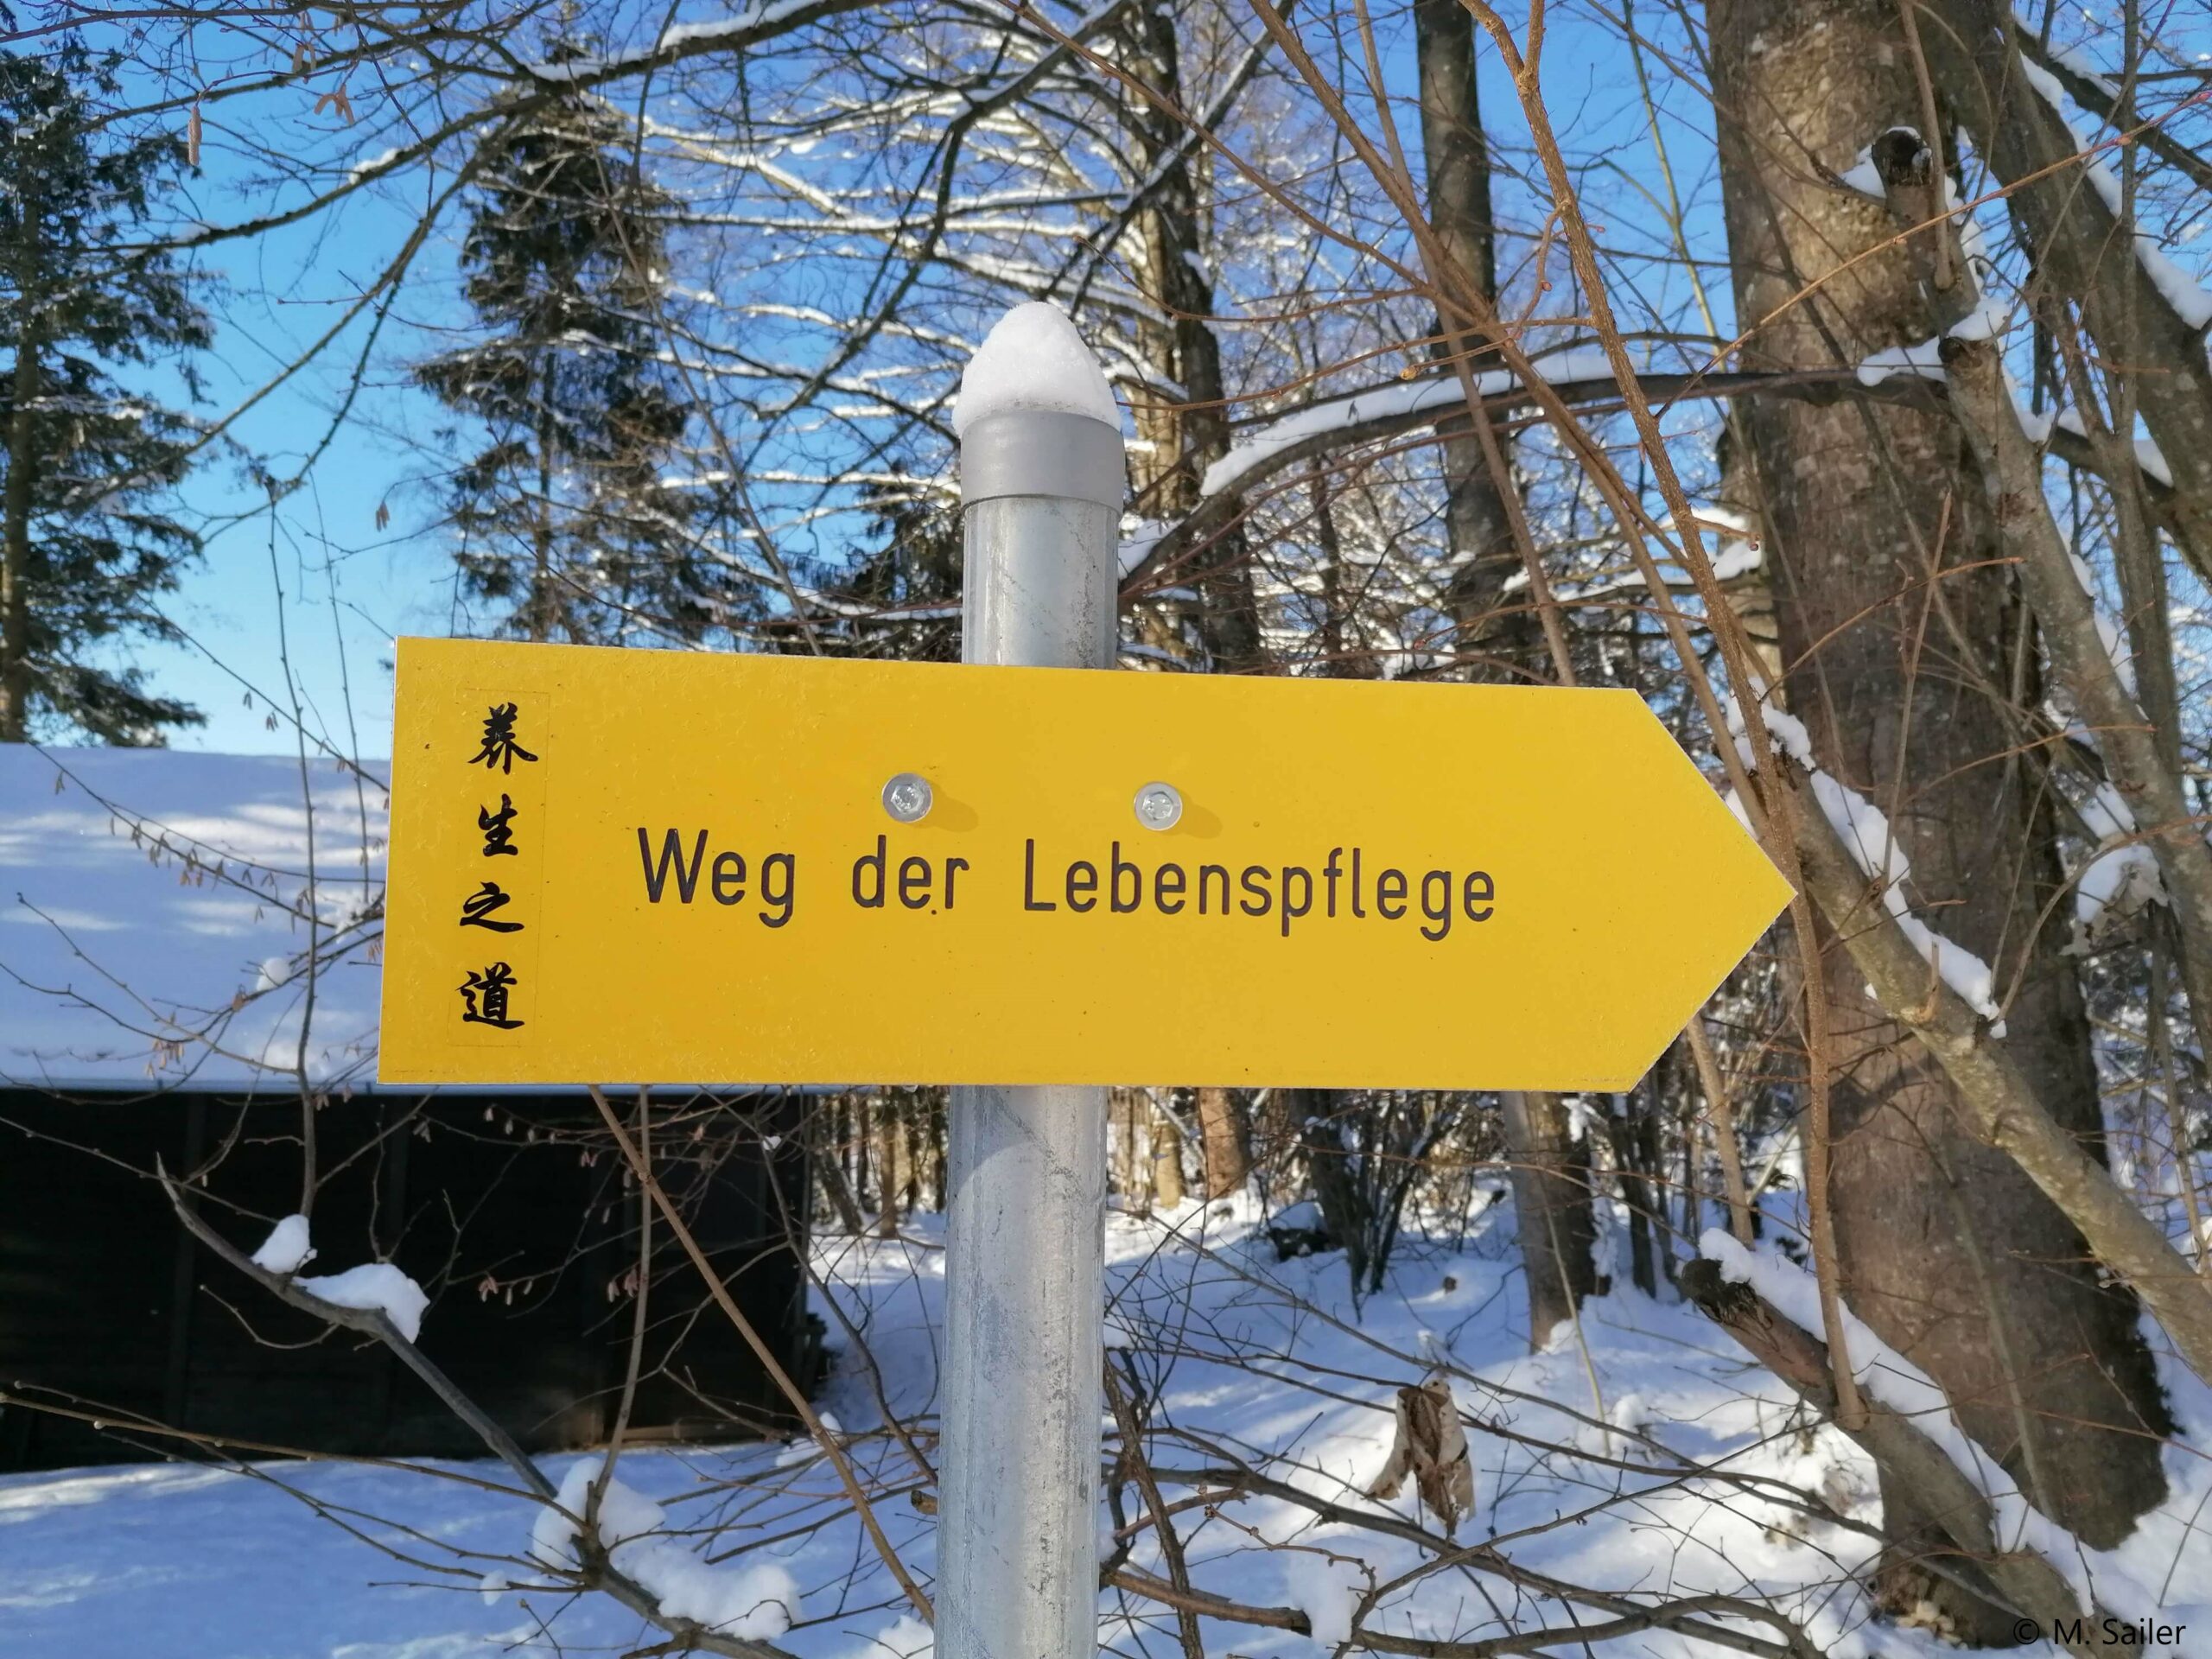 养生之道
Weg der Lebenspflege
© M. Sailer